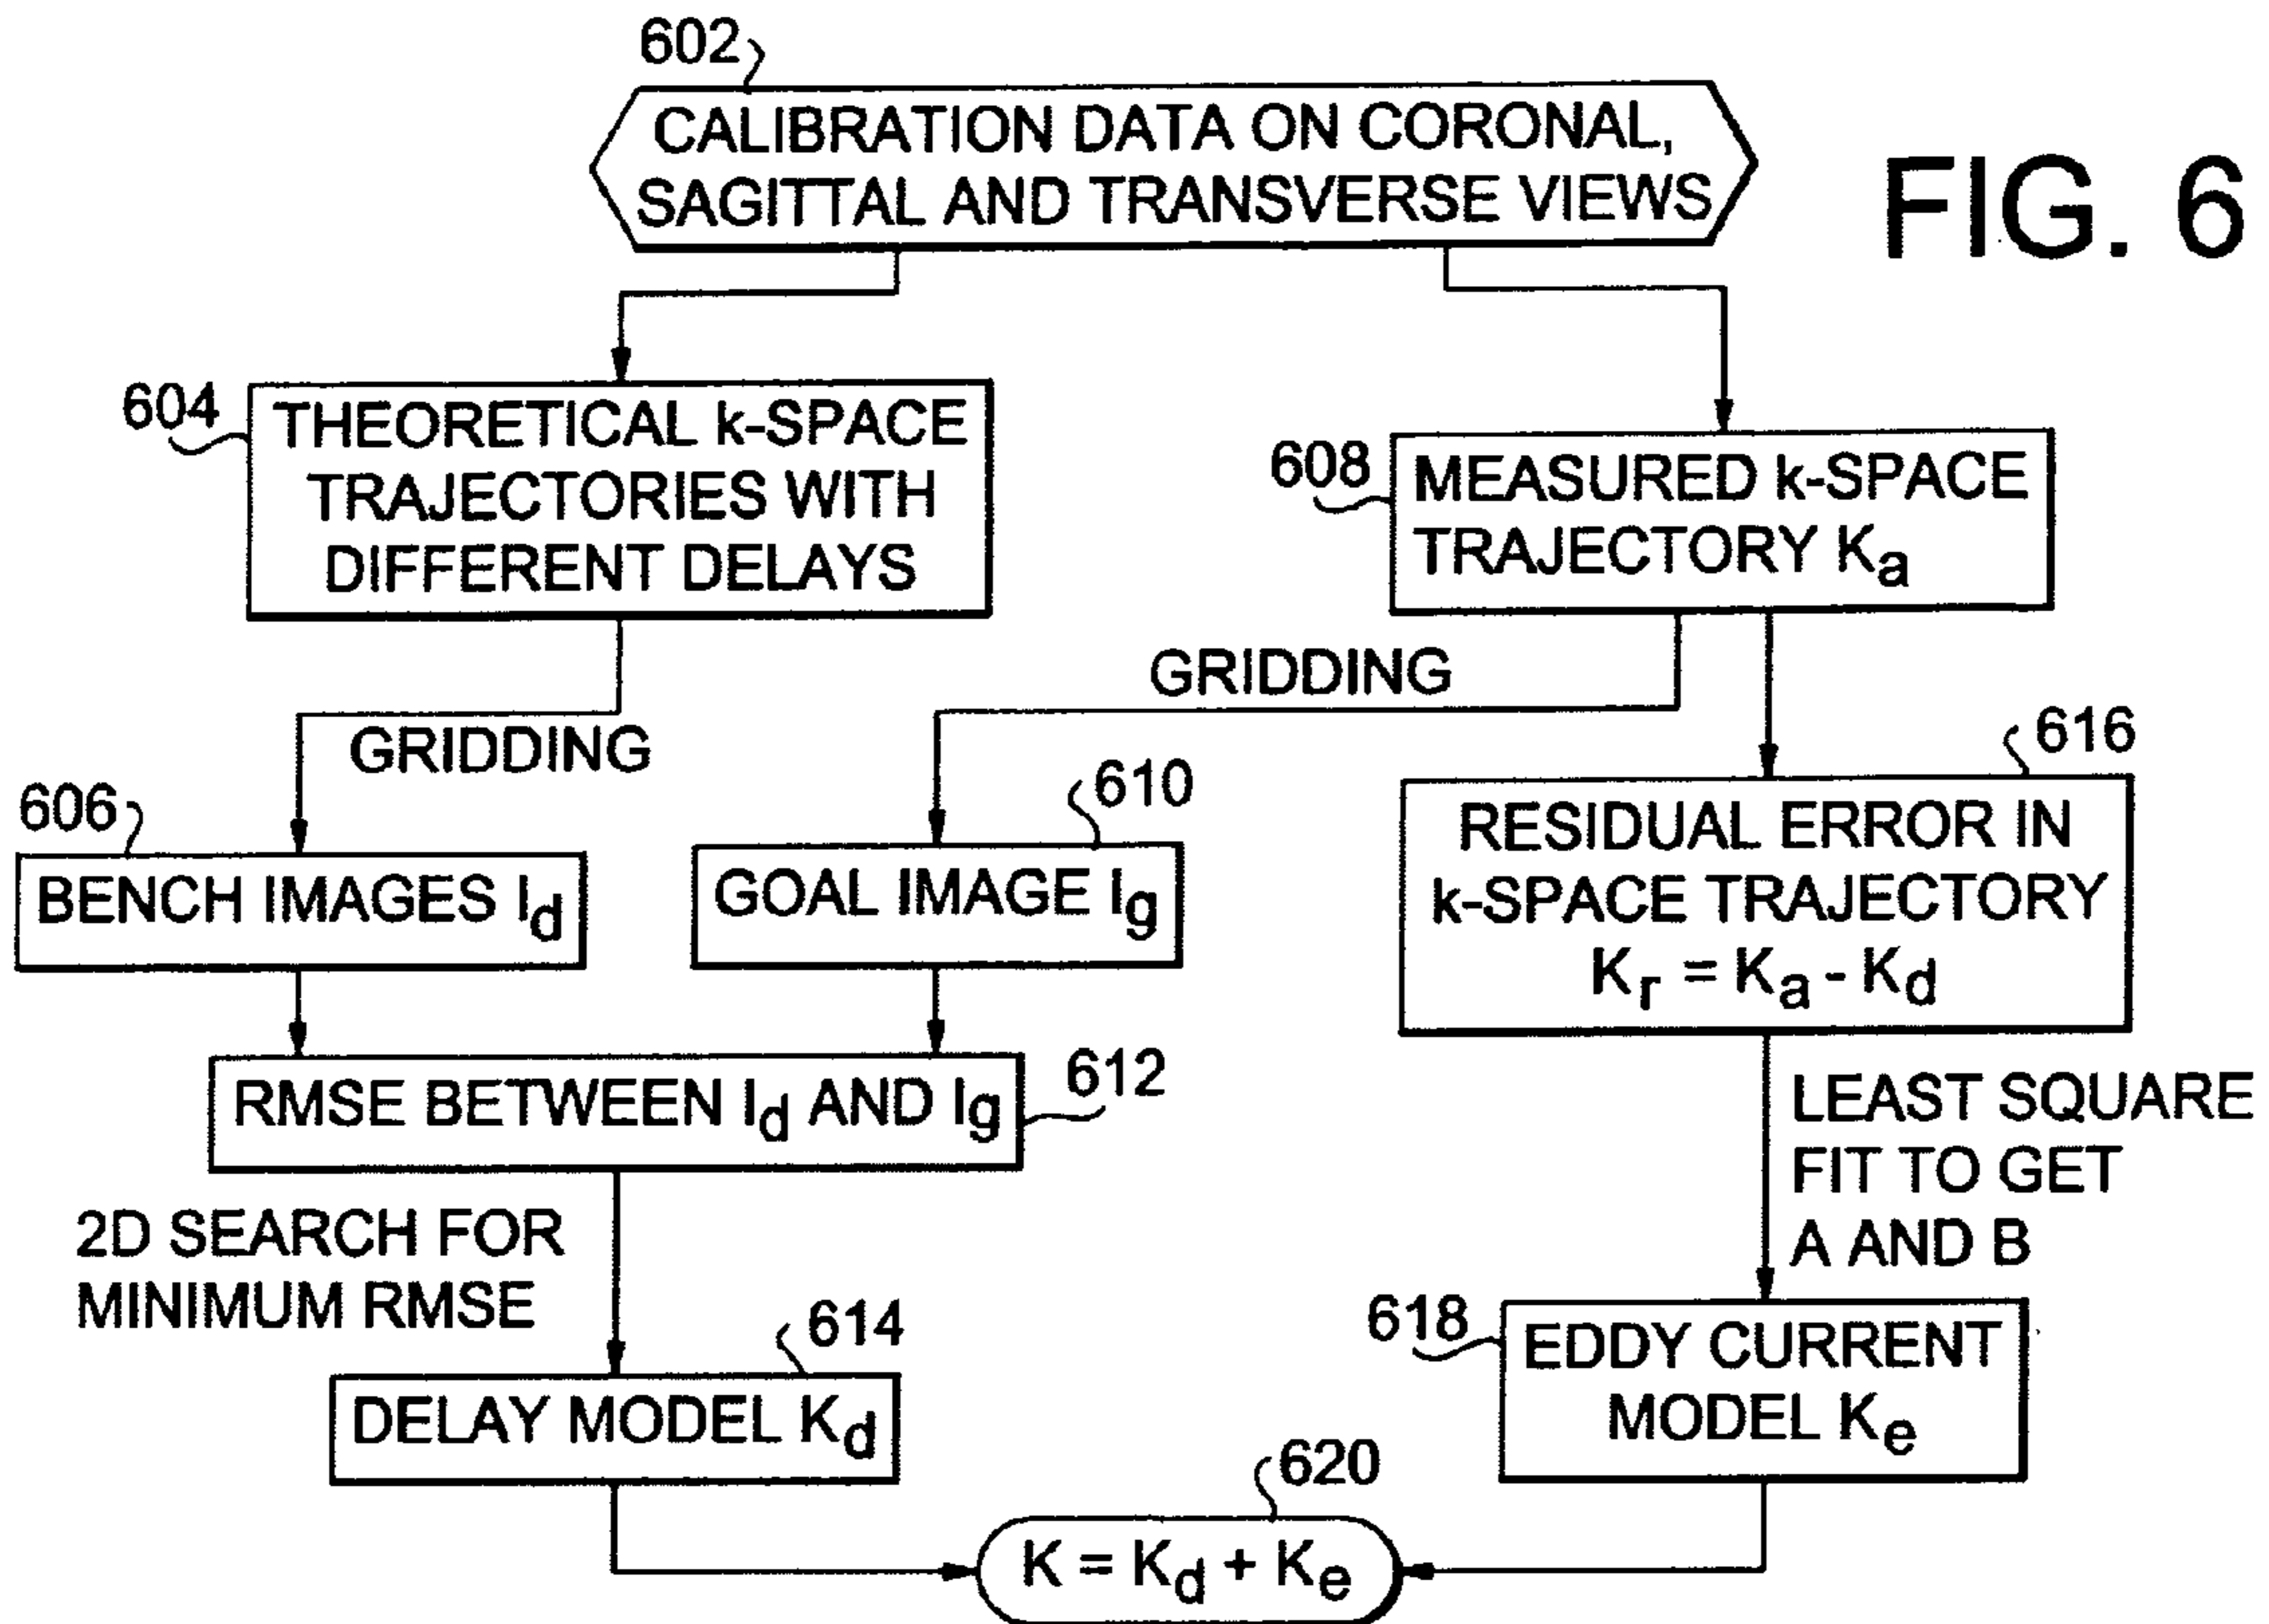 602
CALIBRATION DATA ON CORONAL,
SAGITTAL AND TRANSVERSE VIEWS
FIG. 6
604
THEORETICAL k-SPACE
TRAJECTORIES WITH
DIFFERENT DELAYS
608
MEASURED k-SPACE
TRAJECTORY Ka
GRIDDING
GRIDDING
606
BENCH IMAGES Id
610
GOAL IMAGE Ig
616
RESIDUAL ERROR IN
k-SPACE TRAJECTORY
Kr = Ka - Kd
612
RMSE BETWEEN Id AND Ig
LEAST SQUARE
FIT TO GET
A AND B
2D SEARCH FOR
MINIMUM RMSE
614
DELAY MODEL Kd
618
EDDY CURRENT
MODEL Ke
620
K = Kd + Ke